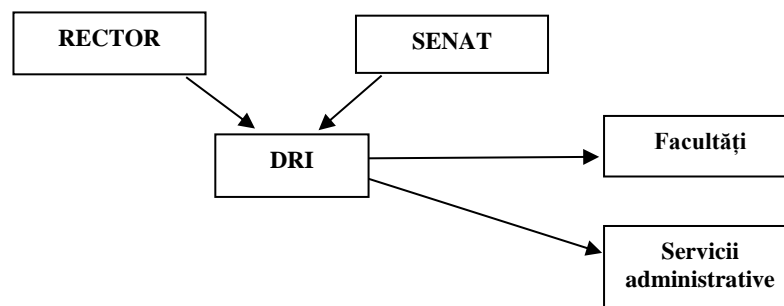 RECTOR
SENAT
DRI
Facultăți
Servicii
administrative